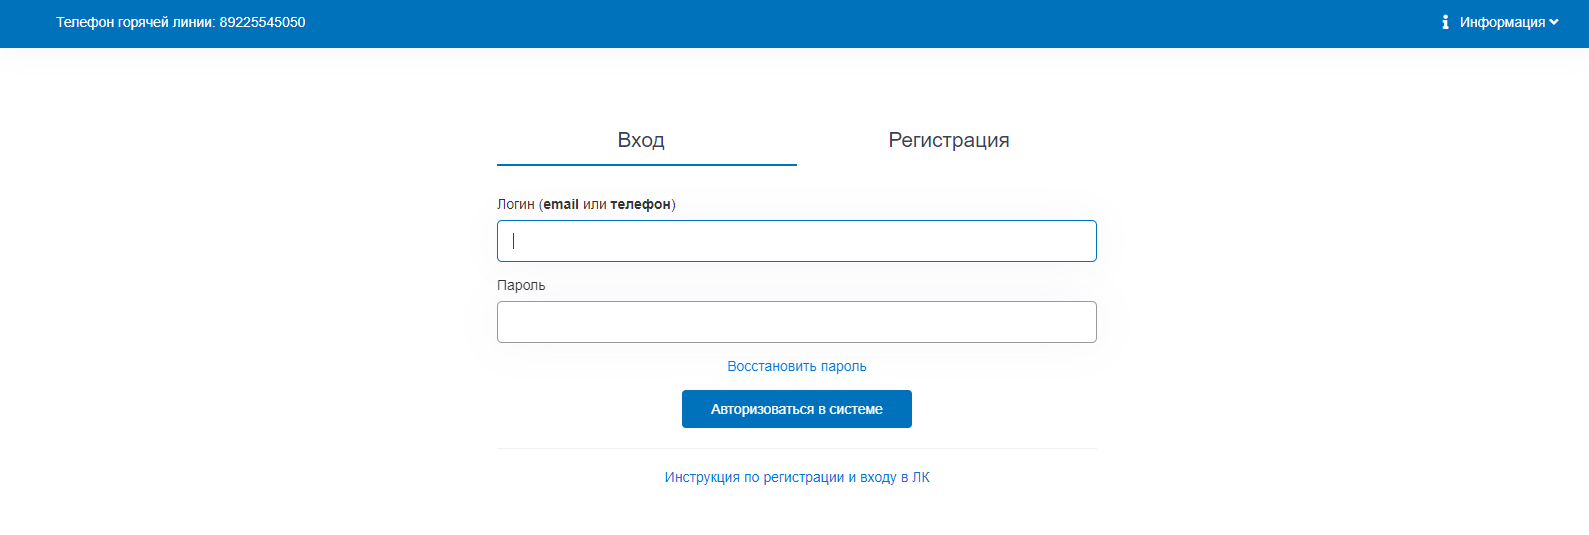 Телефон горячей линии: 89225545050
Информация
Вход
Регистрация
Логин (email или телефон)
Пароль
Восстановить пароль
Авторизоваться в системе
Инструкция по регистрации и входу в ЛК